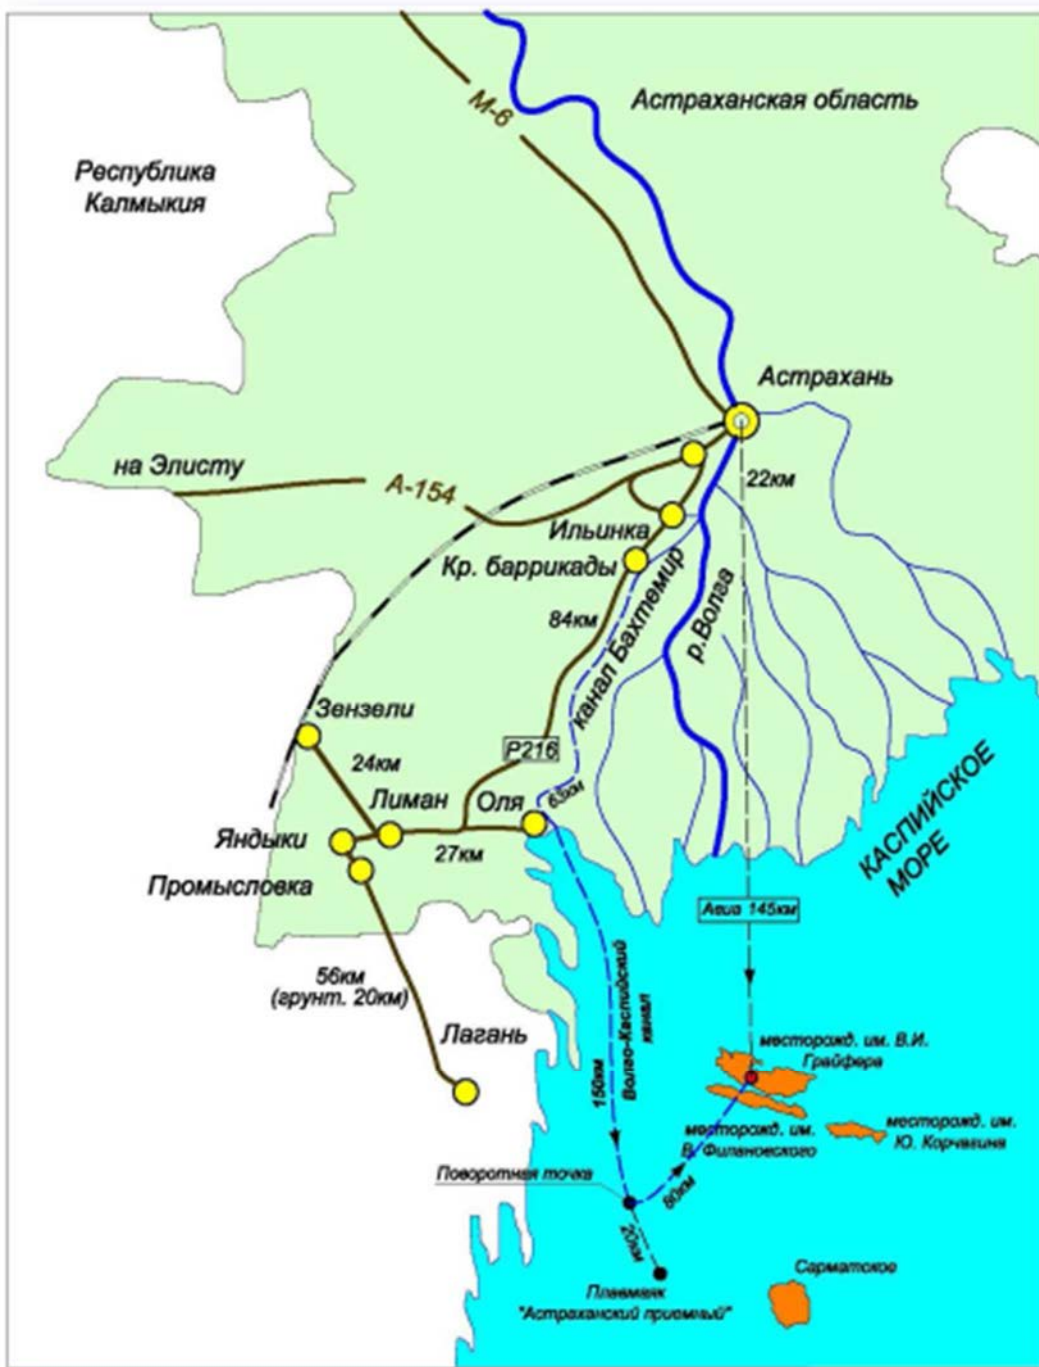 М-6
Астраханская область
Республика
Калмыкия
Астрахань
на Элисту
А-154
22км
Ильинка
Кр. баррикады
84км
канал Бахтемир
р.Волга
Зензели
Р216
24км
Лиман
Оля
63км
Яндыки
27км
Промысловка
КАСПИЙСКОЕ
МОРЕ
Авиа 145км
56км
(грунт. 20км)
Лагань
150км
Волго-Каспийский
канал
месторожд. им. В.И.
Грайфера
месторожд. им.
В. Филановского
месторожд. им.
Ю. Корчагина
Поворотная точка
60км
20км
Плавмаяк
"Астраханский приемный"
Сарматское